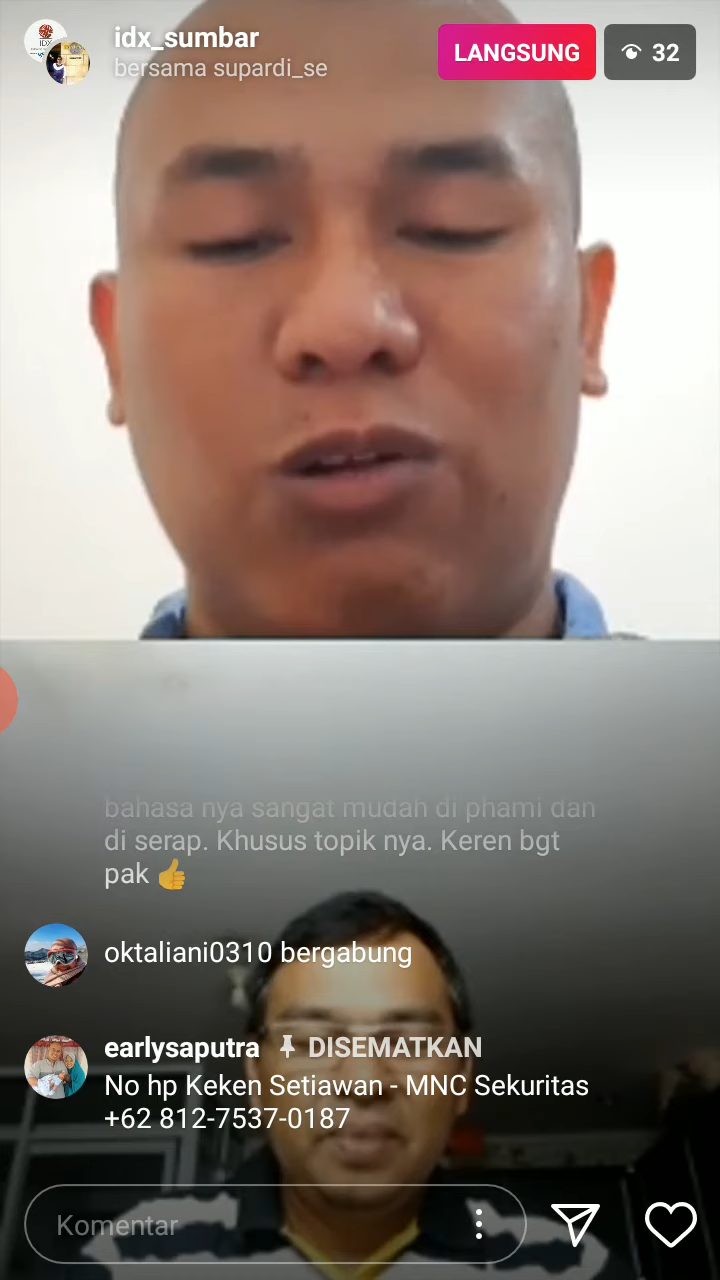 IDX
idx_sumbar
bersama supardi_se
LANGSUNG
32
bahasa nya sangat mudah di phami dan
di serap. Khusus topik nya. Keren bgt
pak 👍
oktaliani0310 bergabung
earlysaputra DISEMATKAN
No hp Keken Setiawan - MNC Sekuritas
+62 812-7537-0187
Komentar